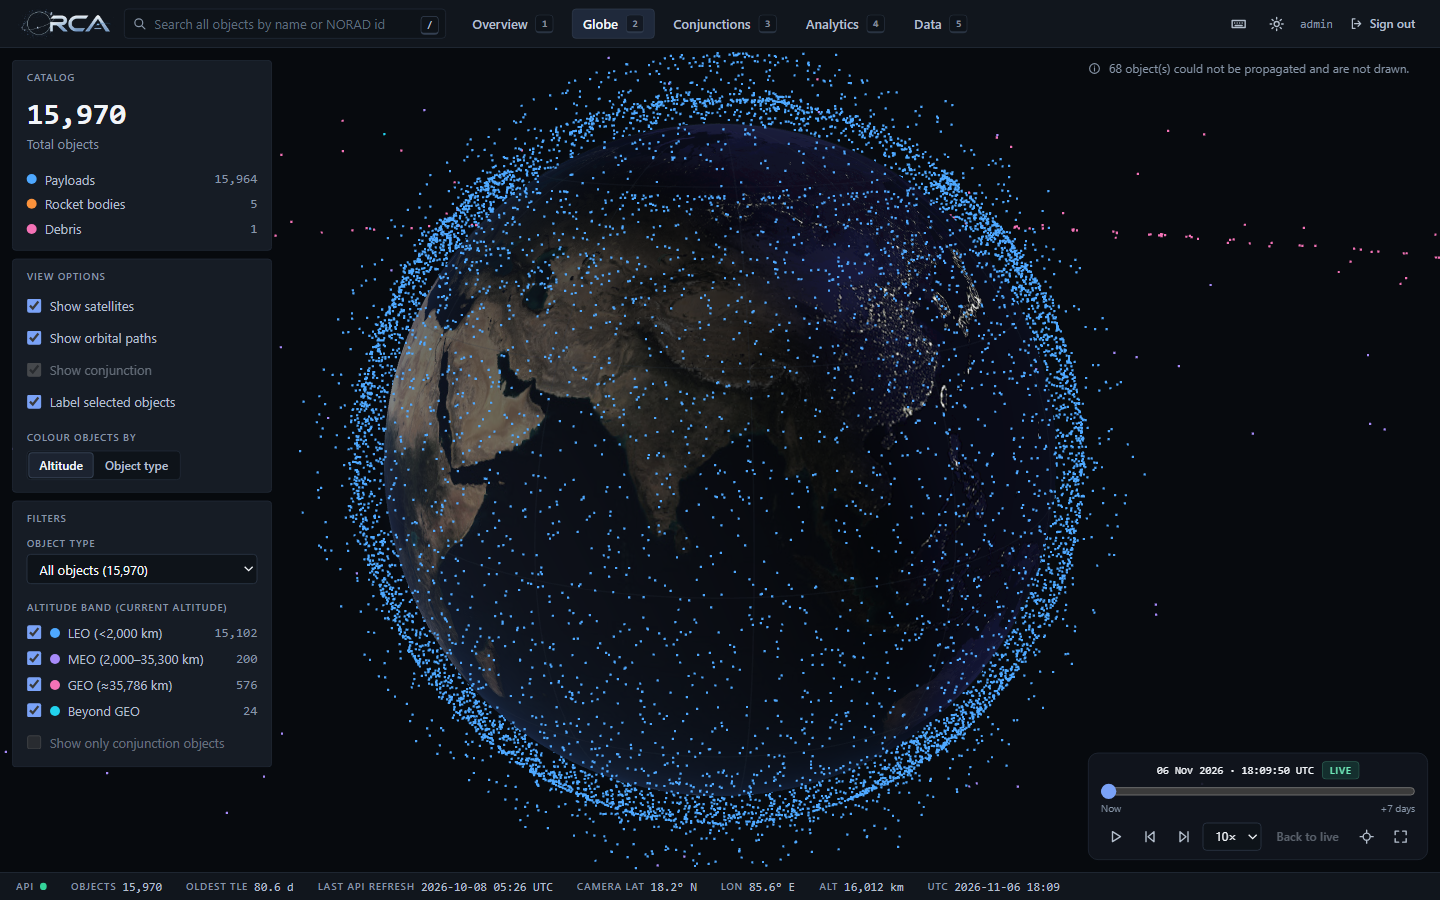 ORCA
Search all objects by name or NORAD id /
Overview 1
Globe 2
Conjunctions 3
Analytics 4
Data 5
admin
Sign out
CATALOG
15,970
Total objects
Payloads 15,964
Rocket bodies 5
Debris 1
VIEW OPTIONS
Show satellites
Show orbital paths
Show conjunction
Label selected objects
COLOUR OBJECTS BY
Altitude Object type
FILTERS
OBJECT TYPE
All objects (15,970)
ALTITUDE BAND (CURRENT ALTITUDE)
LEO (<2,000 km) 15,102
MEO (2,000–35,300 km) 200
GEO (≈35,786 km) 576
Beyond GEO 24
Show only conjunction objects
68 object(s) could not be propagated and are not drawn.
06 Nov 2026 · 18:09:50 UTC LIVE
Now +7 days
10× Back to live
API OBJECTS 15,970 OLDEST TLE 80.6 d LAST API REFRESH 2026-10-08 05:26 UTC CAMERA LAT 18.2° N LON 85.6° E ALT 16,012 km UTC 2026-11-06 18:09